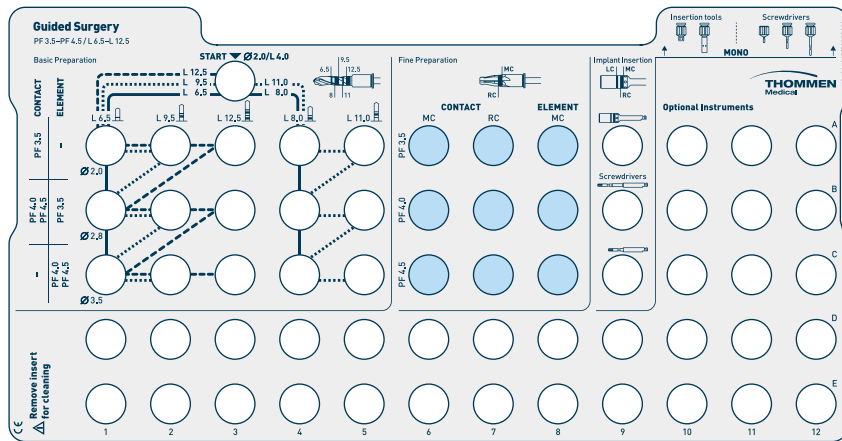 Guided Surgery
PF 3.5–PF 4.5 / L 6.5–L 12.5
Insertion tools
Screwdrivers
MONO
Basic Preparation
START Ø 2.0/L 4.0
Fine Preparation
Implant Insertion
L 12.5
L 9.5
L 6.5
L 11.0
L 8.0
6.5
9.5
12.5
8
11
MC
RC
LC
MC
RC
THOMMEN
Medical
CONTACT
ELEMENT
L 6.5
L 9.5
L 12.5
L 8.0
L 11.0
CONTACT
ELEMENT
MC
RC
MC
Optional Instruments
PF 3.5
–
Ø 2.0
PF 3.5
A
Screwdrivers
PF 4.0
PF 4.5
PF 3.5
Ø 2.8
PF 4.0
B
–
PF 4.0
PF 4.5
Ø 3.5
PF 4.5
C
D
Remove insert
for cleaning
E
CE
1 2 3 4 5 6 7 8 9 10 11 12